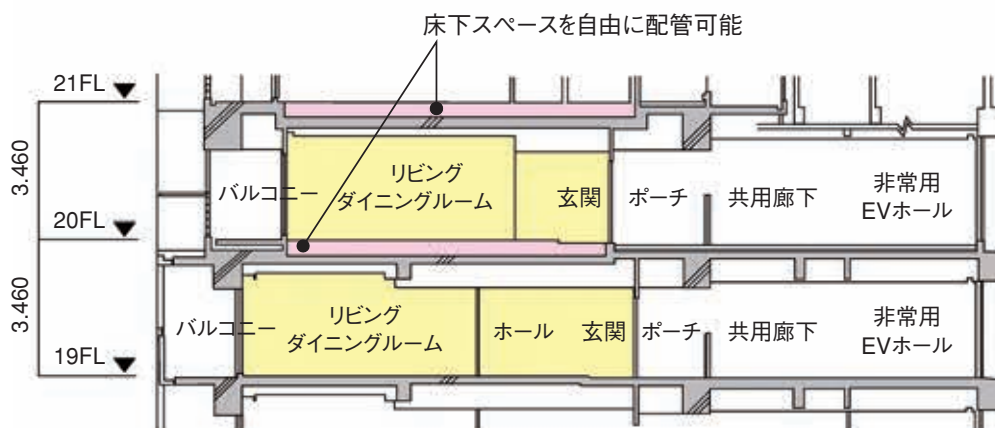 床下スペースを自由に配管可能
21FL
3.460
バルコニー
リビング
ダイニングルーム
玄関
ポーチ
共用廊下
非常用
EVホール
20FL
3.460
バルコニー
リビング
ダイニングルーム
ホール
玄関
ポーチ
共用廊下
非常用
EVホール
19FL